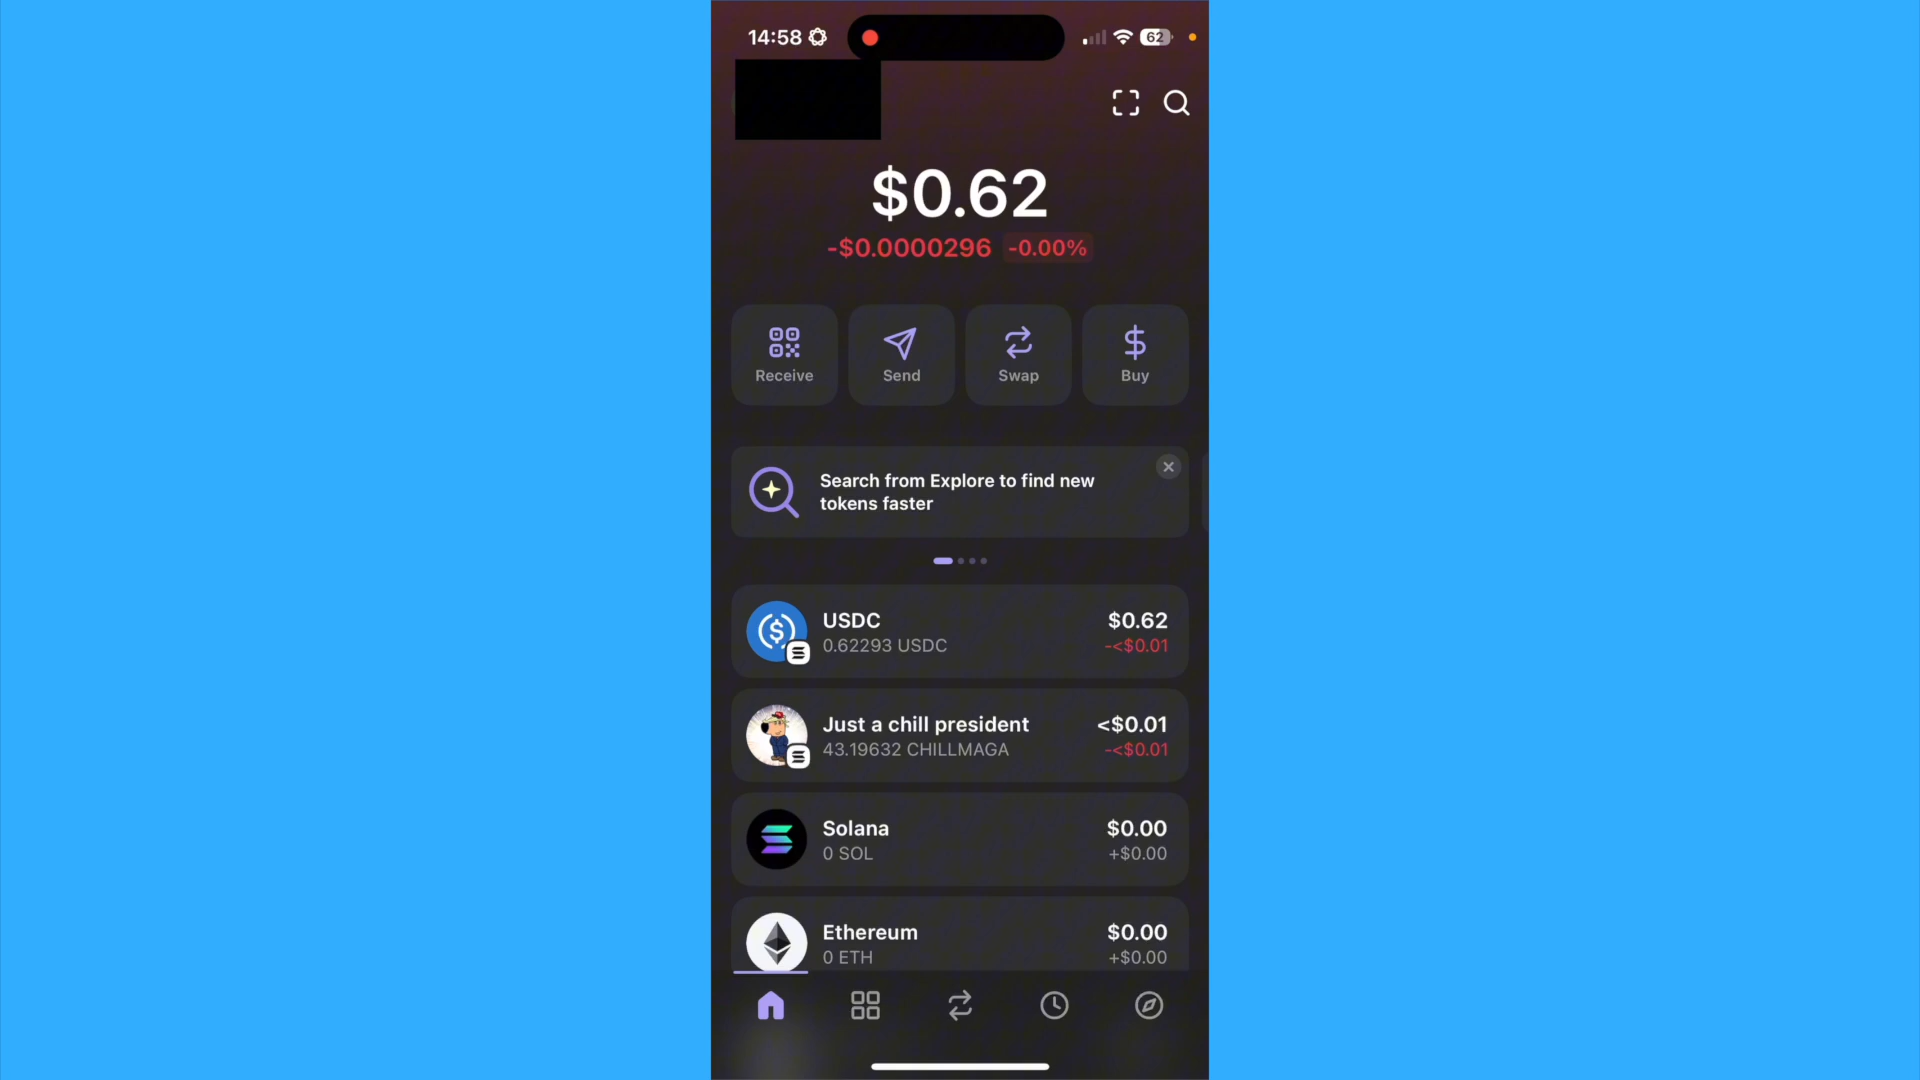 14:58
62
$0.62
-$0.0000296 -0.00%
Receive
Send
Swap
Buy
Search from Explore to find new
tokens faster
USDC
$0.62
0.62293 USDC
-<$0.01
Just a chill president
<$0.01
43.19632 CHILLMAGA
-<$0.01
Solana
$0.00
0 SOL
+$0.00
Ethereum
$0.00
0 ETH
+$0.00